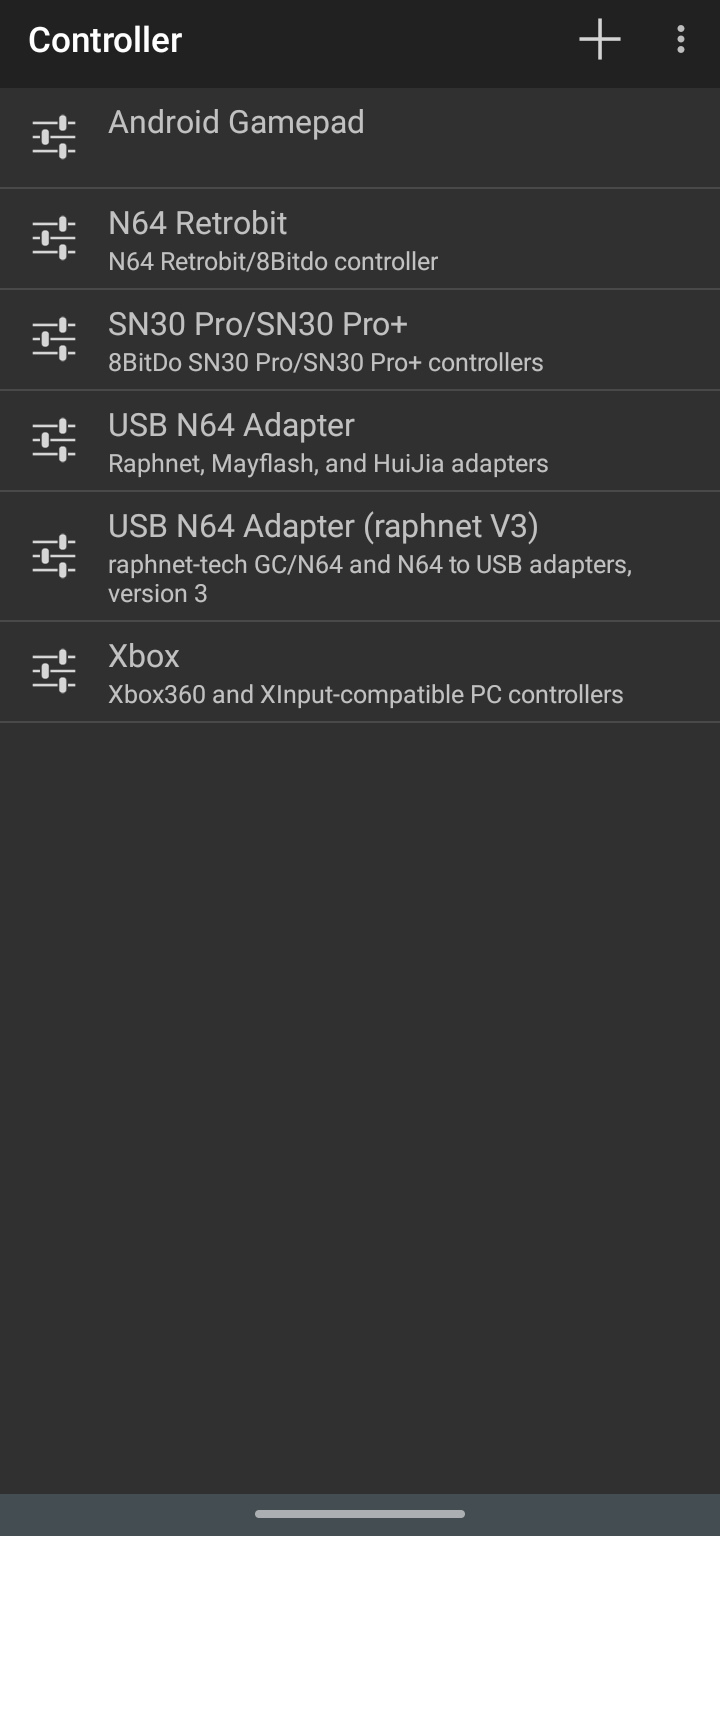 Controller
Android Gamepad
N64 Retrobit
N64 Retrobit/8Bitdo controller
SN30 Pro/SN30 Pro+
8BitDo SN30 Pro/SN30 Pro+ controllers
USB N64 Adapter
Raphnet, Mayflash, and HuiJia adapters
USB N64 Adapter (raphnet V3)
raphnet-tech GC/N64 and N64 to USB adapters,
version 3
Xbox
Xbox360 and XInput-compatible PC controllers